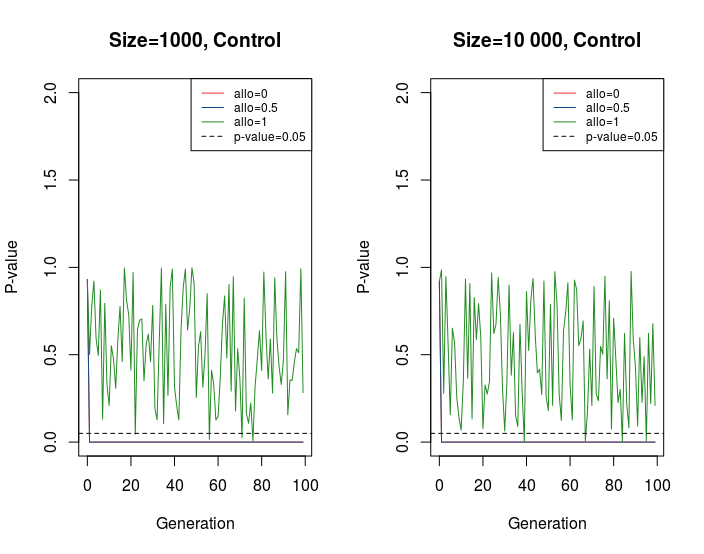 Size=1000, Control
allo=0
allo=0.5
allo=1
p-value=0.05
2.0
1.5
1.0
0.5
0.0
P-value
0 20 40 60 80 100
Generation
Size=10 000, Control
allo=0
allo=0.5
allo=1
p-value=0.05
2.0
1.5
1.0
0.5
0.0
P-value
0 20 40 60 80 100
Generation